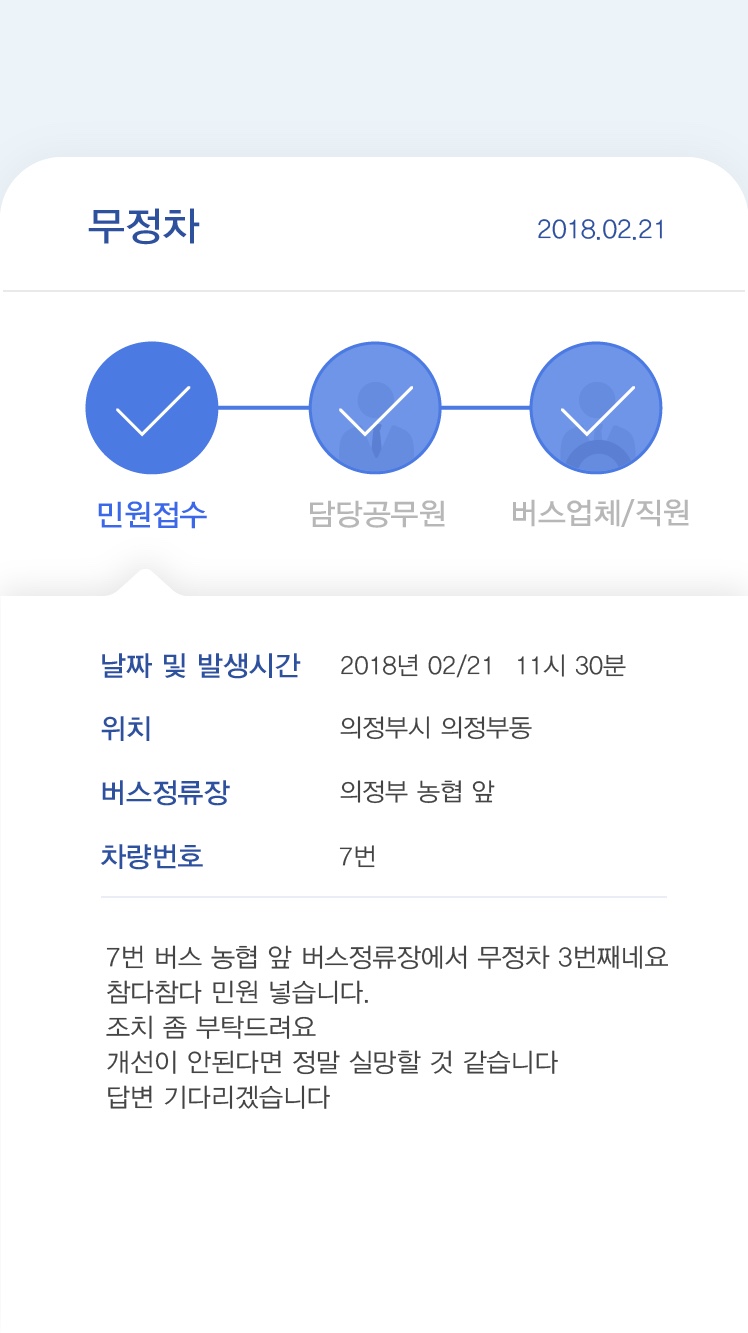 무정차
2018.02.21
민원접수
담당공무원
버스업체/직원
날짜 및 발생시간 2018년 02/21 11시 30분
위치 의정부시 의정부동
버스정류장 의정부 농협 앞
차량번호 7번
7번 버스 농협 앞 버스정류장에서 무정차 3번째네요
참다참다 민원 넣습니다.
조치 좀 부탁드려요
개선이 안된다면 정말 실망할 것 같습니다
답변 기다리겠습니다